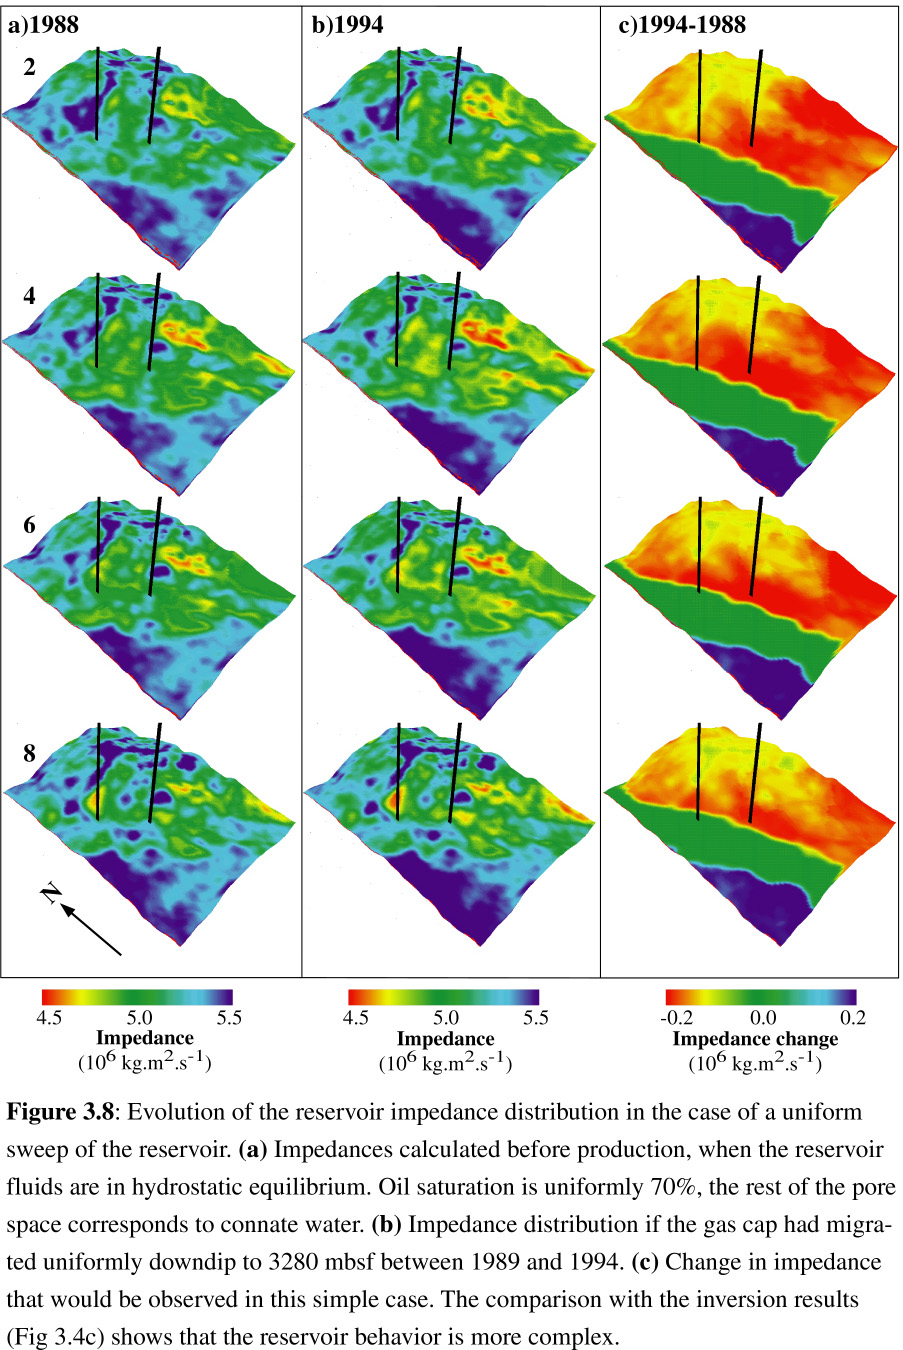 a)1988 b)1994 c)1994-1988
2
4
6
8
N
4.5 5.0 5.5 4.5 5.0 5.5 -0.2 0.0 0.2
Impedance Impedance Impedance change
(10⁶ kg.m².s⁻¹) (10⁶ kg.m².s⁻¹) (10⁶ kg.m².s⁻¹)
Figure 3.8: Evolution of the reservoir impedance distribution in the case of a uniform
sweep of the reservoir. (a) Impedances calculated before production, when the reservoir
fluids are in hydrostatic equilibrium. Oil saturation is uniformly 70%, the rest of the pore
space corresponds to connate water. (b) Impedance distribution if the gas cap had migra-
ted uniformly downdip to 3280 mbsf between 1989 and 1994. (c) Change in impedance
that would be observed in this simple case. The comparison with the inversion results
(Fig 3.4c) shows that the reservoir behavior is more complex.